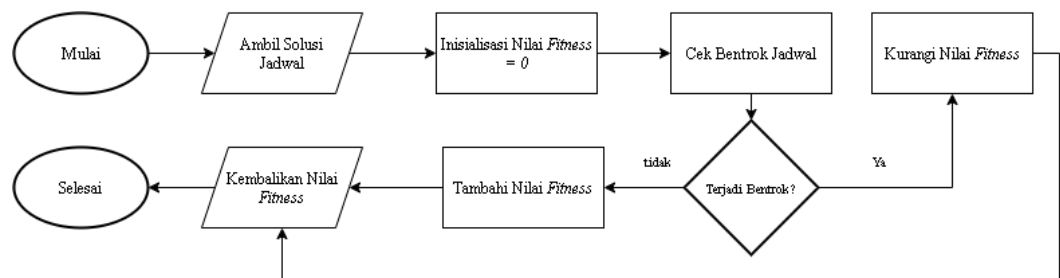 Mulai
Ambil Solusi
Jadwal
Inisialisasi Nilai Fitness
= 0
Cek Bentrok Jadwal
Kurangi Nilai Fitness
Selesai
Kembalikan Nilai
Fitness
Tambahi Nilai Fitness
tidak
Terjadi Bentrok?
Ya